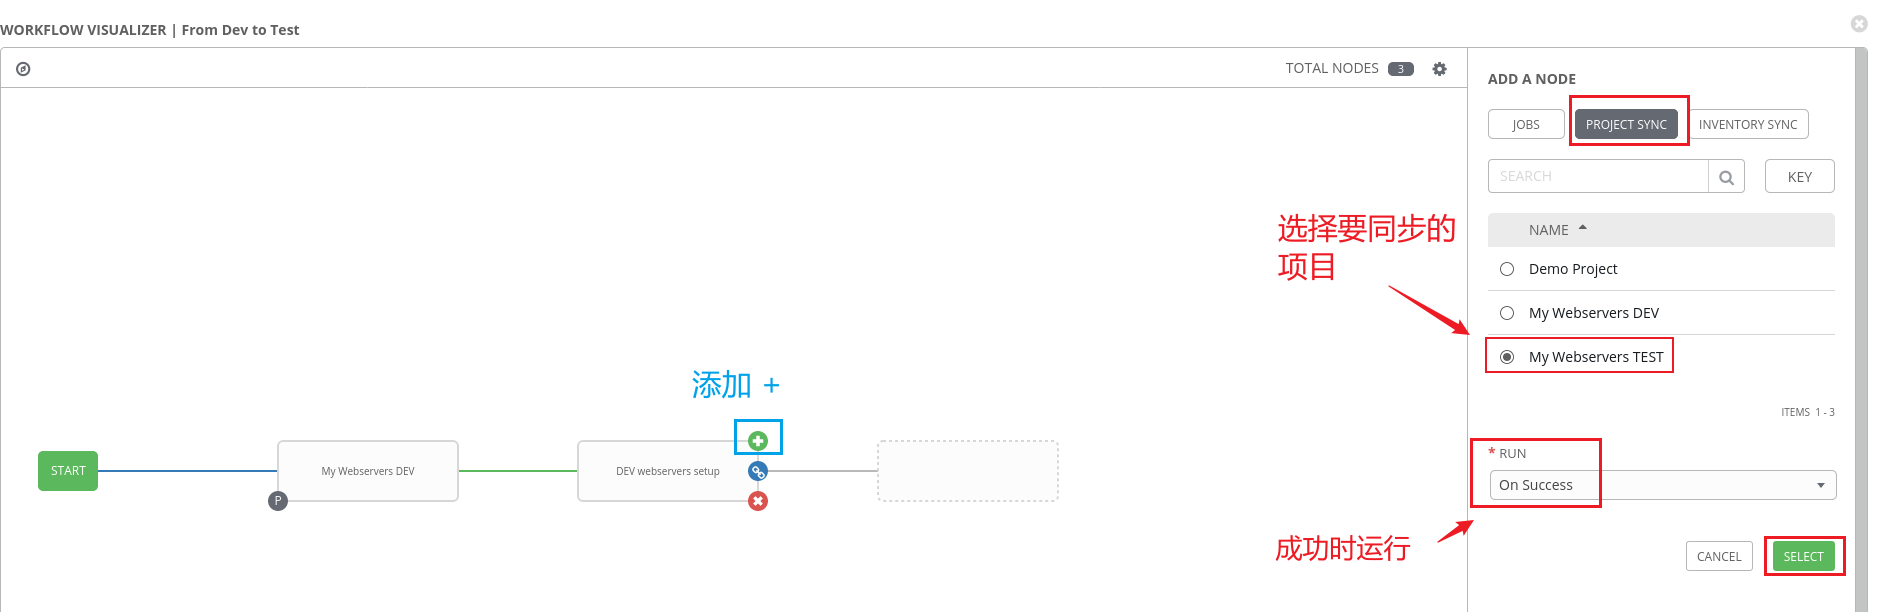 WORKFLOW VISUALIZER | From Dev to Test
TOTAL NODES 3
ADD A NODE
JOBS PROJECT SYNC INVENTORY SYNC
SEARCH KEY
NAME
Demo Project
My Webservers DEV
My Webservers TEST
ITEMS 1 - 3
* RUN
On Success
CANCEL SELECT
选择要同步的
项目
添加 +
START My Webservers DEV DEV webservers setup
P
成功时运行